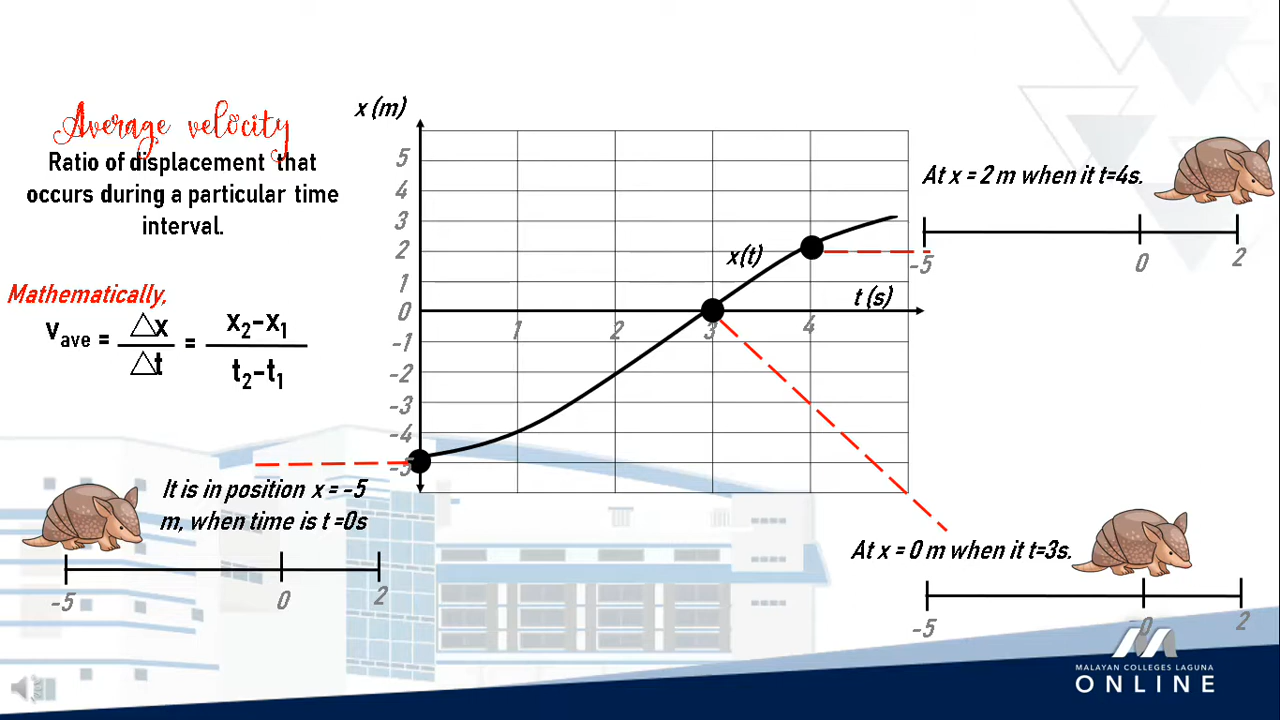 Average velocity
Ratio of displacement that
occurs during a particular time
interval.
Mathematically,
vave = △x / △t = x2-x1 / t2-t1
x (m)
5
4
3
2
1
0
-1
-2
-3
-4
-5
1
2
3
4
x(t)
t (s)
At x = 2 m when it t=4s.
-5
0
2
It is in position x = -5
m, when time is t =0s
-5
0
2
At x = 0 m when it t=3s.
-5
0
2
MALAYAN COLLEGES LAGUNA
ONLINE